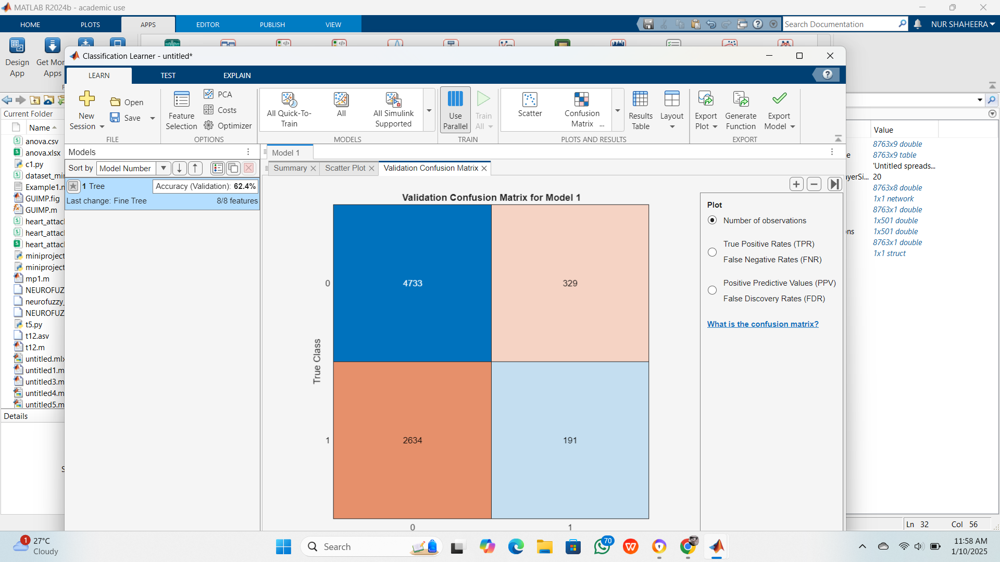 MATLAB R2024b - academic use
HOME PLOTS APPS EDITOR PUBLISH VIEW
Search Documentation
NUR SHAHEERA
Design App
Get Mor Apps
Classification Learner - untitled*
LEARN TEST EXPLAIN
New Session
Open
Save
Feature Selection
PCA
Costs
Optimizer
All Quick-To-Train
All
All Simulink Supported
Use Parallel
Train All
Scatter
Confusion Matrix ...
Results Table
Layout
Export Plot
Generate Function
Export Model
FILE OPTIONS MODELS TRAIN PLOTS AND RESULTS EXPORT
Current Folder
Name
anova.csv
anova.xlsx
c1.py
dataset_mi
Example1.n
GUIMP.fig
GUIMP.m
heart_attac
heart_attac
heart_attac
miniproject
miniproject
mp1.m
NEUROFUZ
neurofuzzy_
NEUROFUZ
t5.py
t12.asv
t12.m
untitled.mlx
untitled1.m
untitled3.m
untitled4.m
untitled5.m
Details
Models
Sort by Model Number
1 Tree
Accuracy (Validation): 62.4%
Last change: Fine Tree
8/8 features
Model 1
Summary
Scatter Plot
Validation Confusion Matrix
Validation Confusion Matrix for Model 1
0
4733
329
True Class
1
2634
191
0
1
Plot
Number of observations
True Positive Rates (TPR)
False Negative Rates (FNR)
Positive Predictive Values (PPV)
False Discovery Rates (FDR)
What is the confusion matrix?
Value
8763x9 double
e 8763x9 table
'Untitled spreads...
ayerSi... 20
8763x8 double
1x1 network
8763x1 double
1x501 double
ns 1x501 double
8763x1 double
1x1 struct
Ln 32 Col 56
1
27°C
Cloudy
Search
70
11:58 AM
1/10/2025